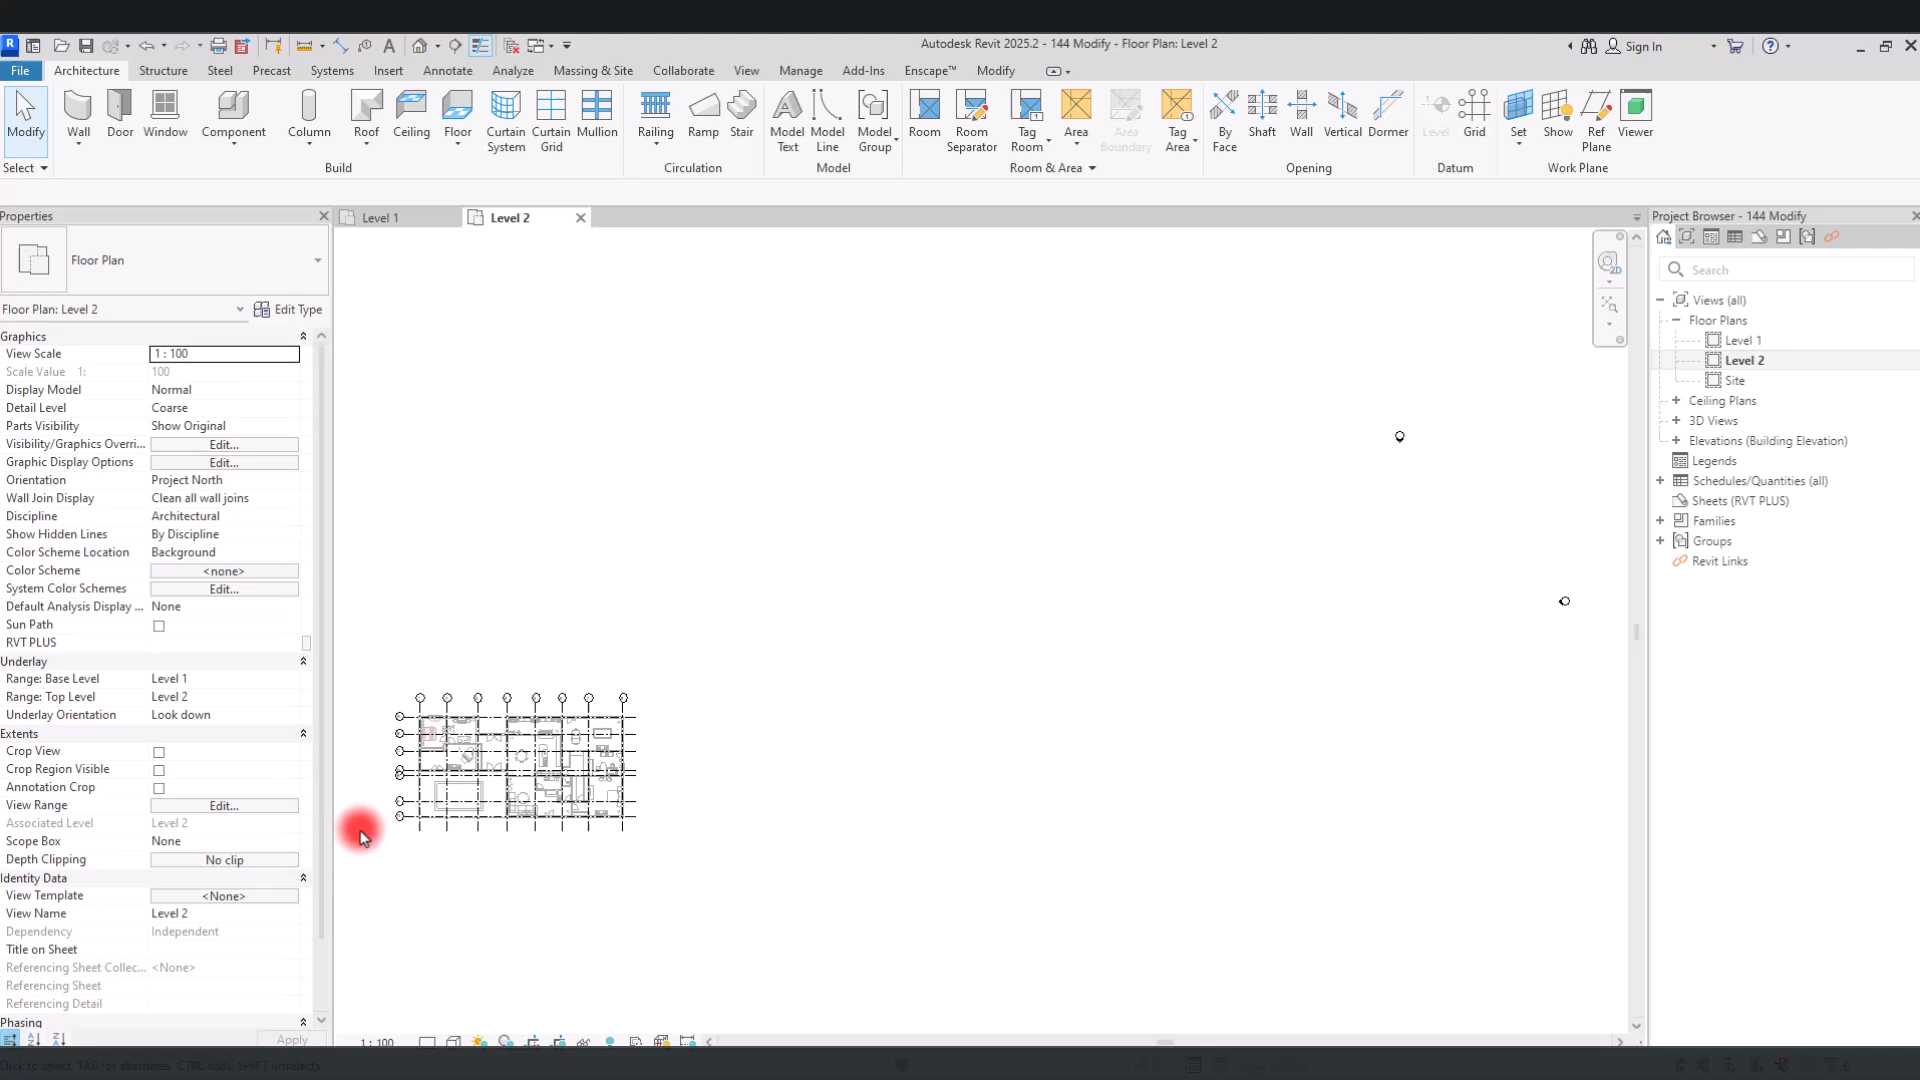 Autodesk Revit 2025.2 - 144 Modify - Floor Plan: Level 2
Sign In
File Architecture Structure Steel Precast Systems Insert Annotate Analyze Massing & Site Collaborate View Manage Add-Ins Enscape™ Modify
Modify Wall Door Window Component Column Roof Ceiling Floor Curtain System Curtain Grid Mullion Railing Ramp Stair Model Text Model Line Model Group Room Room Separator Tag Room Area Area Boundary Tag Area By Face Shaft Wall Vertical Dormer Level Grid Set Show Ref Plane Viewer
Select Build Circulation Model Room & Area Opening Datum Work Plane
Properties
Floor Plan
Floor Plan: Level 2 Edit Type
Graphics
View Scale 1 : 100
Scale Value 1: 100
Display Model Normal
Detail Level Coarse
Parts Visibility Show Original
Visibility/Graphics Overri... Edit...
Graphic Display Options Edit...
Orientation Project North
Wall Join Display Clean all wall joins
Discipline Architectural
Show Hidden Lines By Discipline
Color Scheme Location Background
Color Scheme <none>
System Color Schemes Edit...
Default Analysis Display ... None
Sun Path
RVT PLUS
Underlay
Range: Base Level Level 1
Range: Top Level Level 2
Underlay Orientation Look down
Extents
Crop View
Crop Region Visible
Annotation Crop
View Range Edit...
Associated Level Level 2
Scope Box None
Depth Clipping No clip
Identity Data
View Template <None>
View Name Level 2
Dependency Independent
Title on Sheet
Referencing Sheet Collec... <None>
Referencing Sheet
Referencing Detail
Phasing
Apply
Level 1 Level 2
2D
1 : 100
Project Browser - 144 Modify
Search
Views (all)
Floor Plans
Level 1
Level 2
Site
Ceiling Plans
3D Views
Elevations (Building Elevation)
Legends
Schedules/Quantities (all)
Sheets (RVT PLUS)
Families
Groups
Revit Links
Click to select, TAB for alternates, CTRL adds, SHIFT unselects.